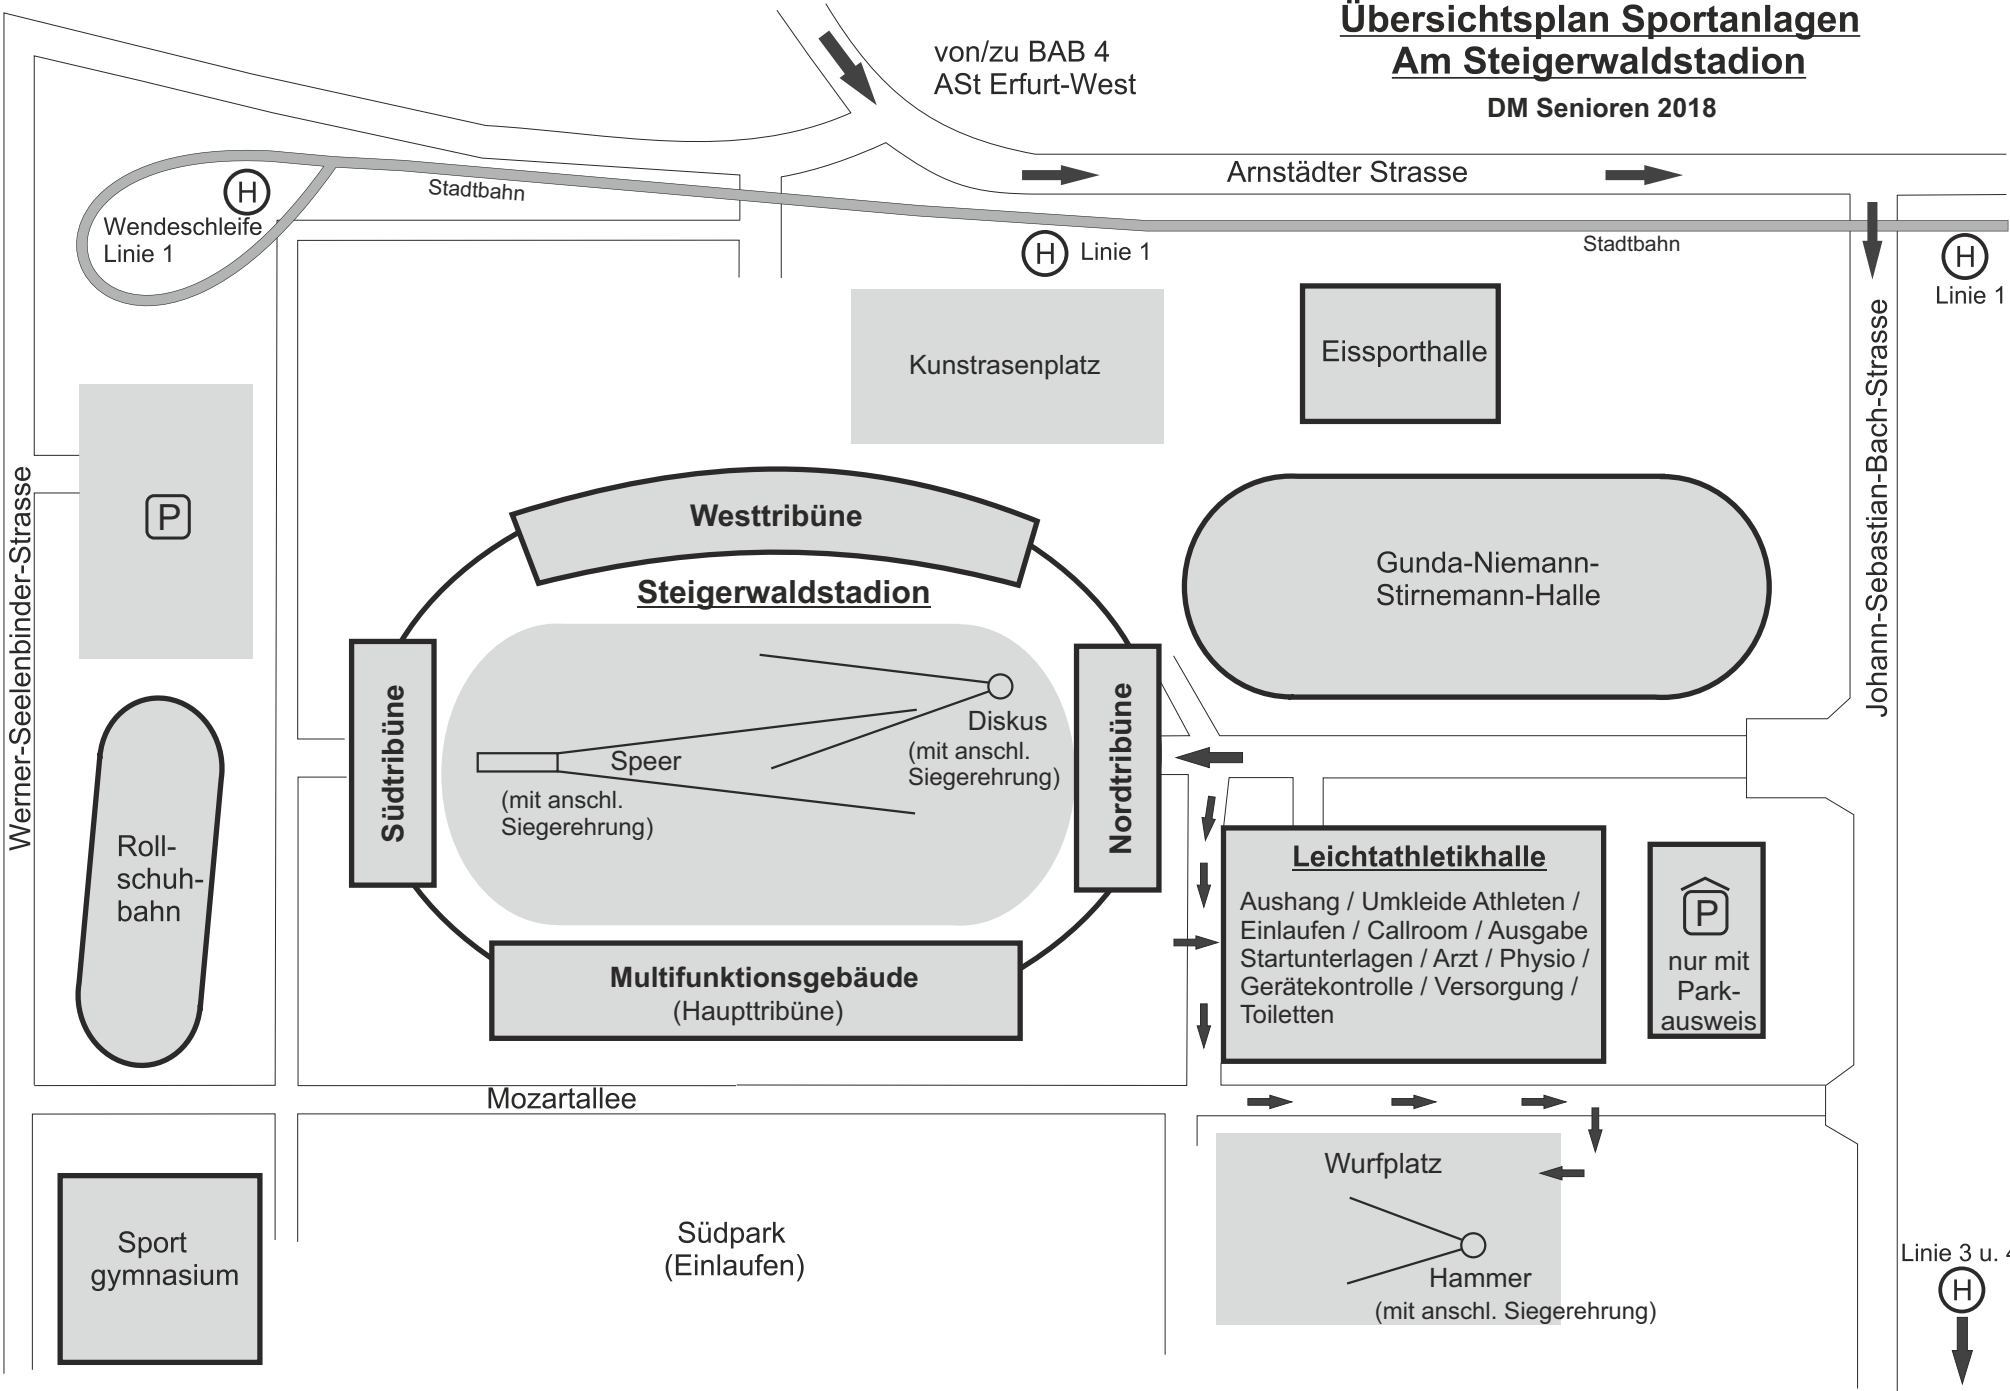 Übersichtsplan Sportanlagen
Am Steigerwaldstadion
DM Senioren 2018
von/zu BAB 4
ASt Erfurt-West
Arnstädter Strasse
Stadtbahn
H
Wendeschleife
Linie 1
H
Linie 1
Stadtbahn
H
Linie 1
Kunstrasenplatz
Eissporthalle
Johann-Sebastian-Bach-Strasse
Werner-Seelenbinder-Strasse
P
Westtribüne
Steigerwaldstadion
Gunda-Niemann-
Stirnemann-Halle
Südtribüne
Nordtribüne
Diskus
(mit anschl.
Siegerehrung)
Speer
(mit anschl.
Siegerehrung)
Roll-
schuh-
bahn
Leichtathletikhalle
Aushang / Umkleide Athleten /
Einlaufen / Callroom / Ausgabe
Startunterlagen / Arzt / Physio /
Gerätekontrolle / Versorgung /
Toiletten
P
nur mit
Park-
ausweis
Multifunktionsgebäude
(Haupttribüne)
Mozartallee
Wurfplatz
Hammer
(mit anschl. Siegerehrung)
Südpark
(Einlaufen)
Sport
gymnasium
Linie 3 u. 4
H